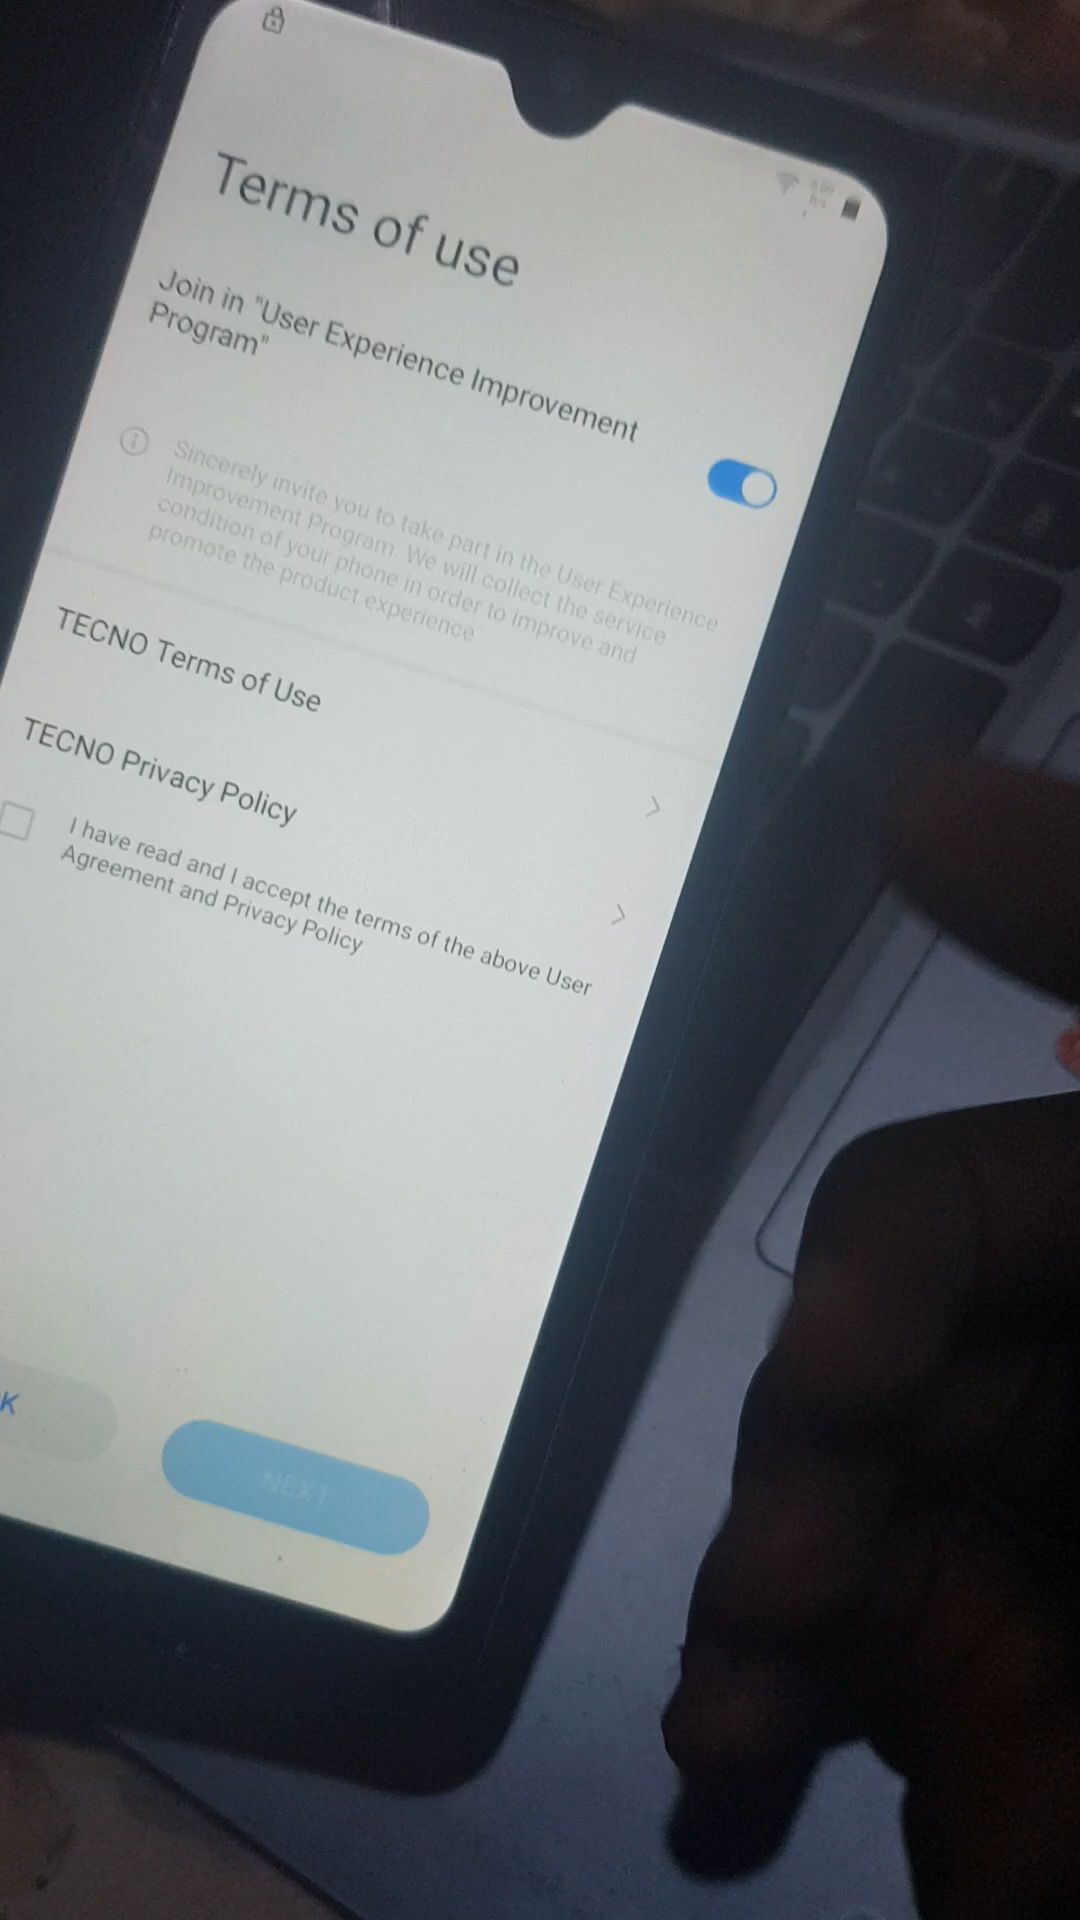 Terms of use
Join in "User Experience Improvement
Program"
Sincerely invite you to take part in the User Experience
Improvement Program. We will collect the service
condition of your phone in order to improve and
promote the product experience
TECNO Terms of Use
TECNO Privacy Policy
I have read and I accept the terms of the above User
Agreement and Privacy Policy
K
NEXT